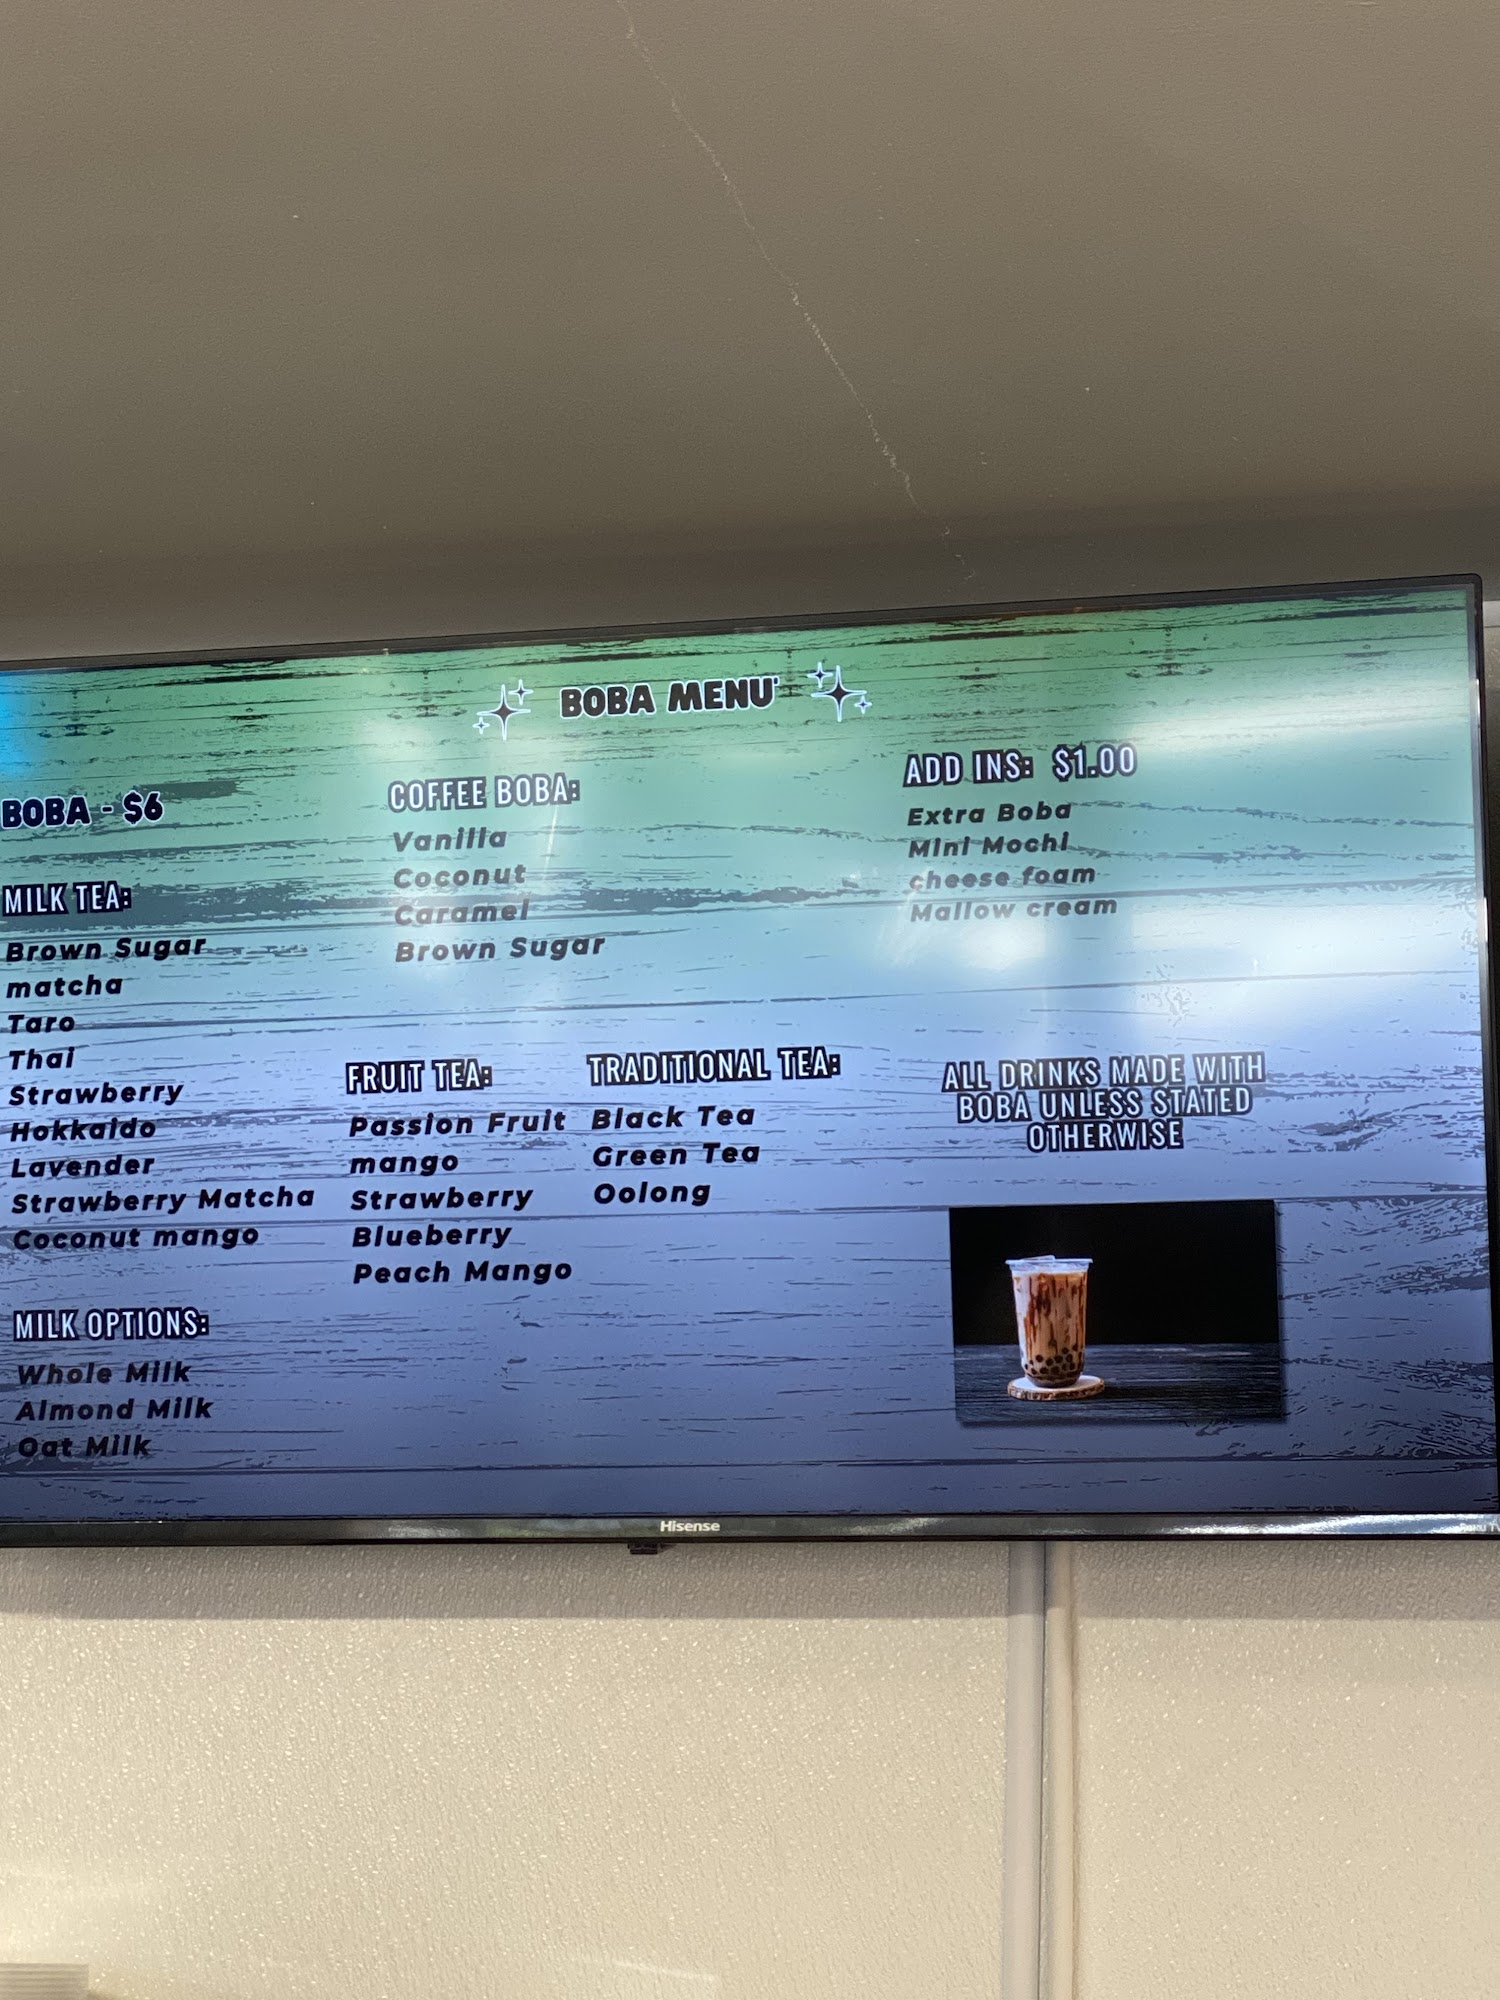 BOBA MENU
BOBA - $6
MILK TEA:
Brown Sugar
matcha
Taro
Thai
Strawberry
Hokkaido
Lavender
Strawberry Matcha
Coconut mango
MILK OPTIONS:
Whole Milk
Almond Milk
Oat Milk
COFFEE BOBA:
Vanilla
Coconut
Caramel
Brown Sugar
FRUIT TEA:
Passion Fruit
mango
Strawberry
Blueberry
Peach Mango
TRADITIONAL TEA:
Black Tea
Green Tea
Oolong
ADD INS: $1.00
Extra Boba
Mini Mochi
cheese foam
Mallow cream
ALL DRINKS MADE WITH
BOBA UNLESS STATED
OTHERWISE
Hisense
Roku TV